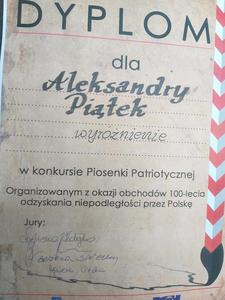 DYPLOM
dla
Aleksandry
Piątek
wyróżnienie
w konkursie Piosenki Patriotycznej
Organizowanym z okazji obchodów 100-lecia
odzyskania niepodległości przez Polskę
Jury: